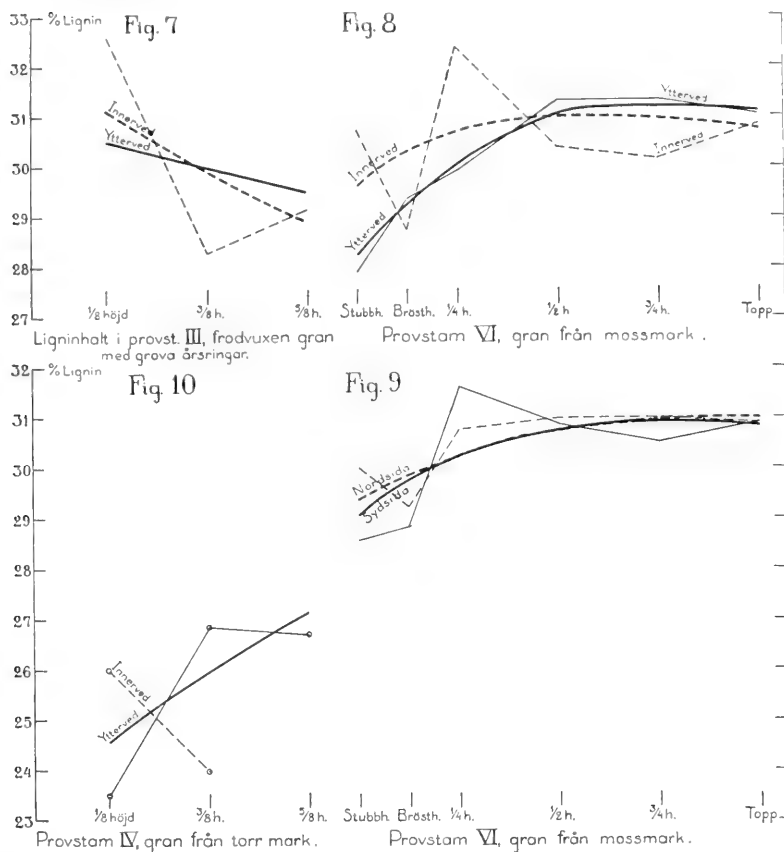 % Lignin
Fig. 7
33
32
31
30
29
28
27
Innerved
Ytterved
1/8 höjd 3/8 h. 5/8 h.
Ligninhalt i provst. III, frodvuxen gran
med grova årsringar.
Fig. 8
Ytterved
Innerved
Innerved
Ytterved
Stubbh. Brösth. 1/4 h. 1/2 h 3/4 h. Topp
Provstam VI, gran från mossmark.
% Lignin
Fig. 10
32
31
30
29
28
27
26
25
24
23
Innerved
Ytterved
1/8 höjd 3/8 h. 5/8 h.
Provstam IV, gran från torr mark.
Fig. 9
Nordsida
Sydsida
Stubbh. Brösth. 1/4 h. 1/2 h. 3/4 h. Topp
Provstam VI, gran från mossmark.